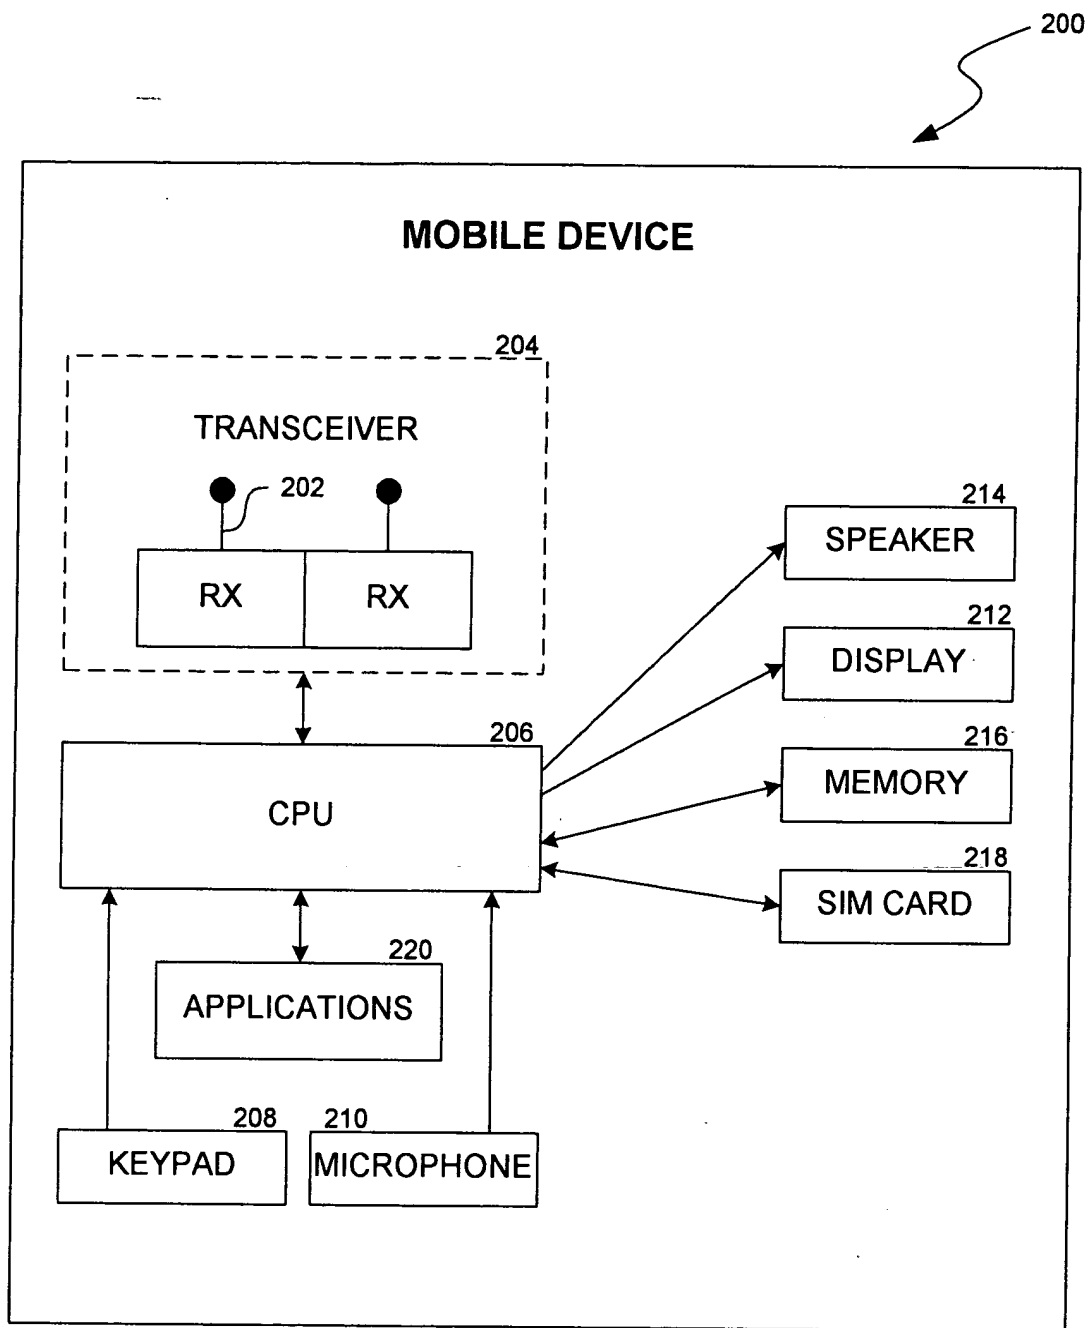 200
MOBILE DEVICE
204
TRANSCEIVER
202
RX
RX
214
SPEAKER
212
DISPLAY
206
CPU
216
MEMORY
218
SIM CARD
220
APPLICATIONS
208
KEYPAD
210
MICROPHONE